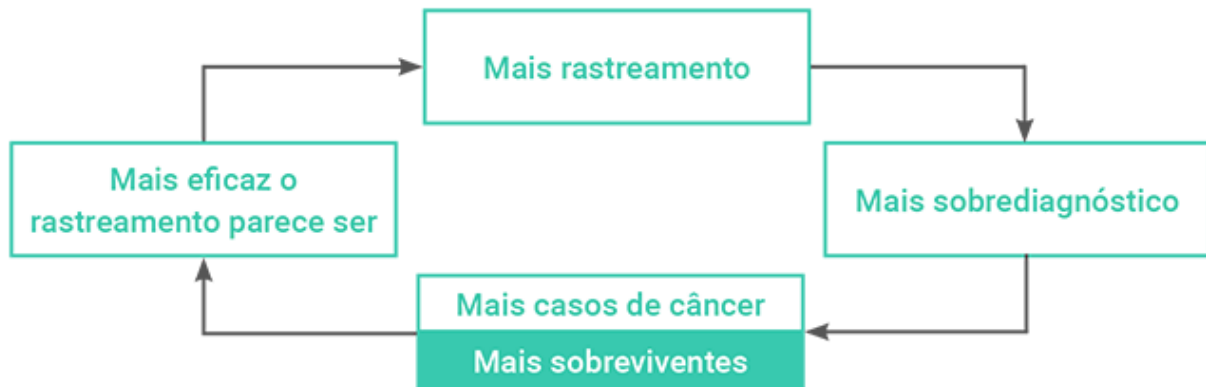 Mais rastreamento
Mais eficaz o
rastreamento parece ser
Mais sobrediagnóstico
Mais casos de câncer
Mais sobreviventes